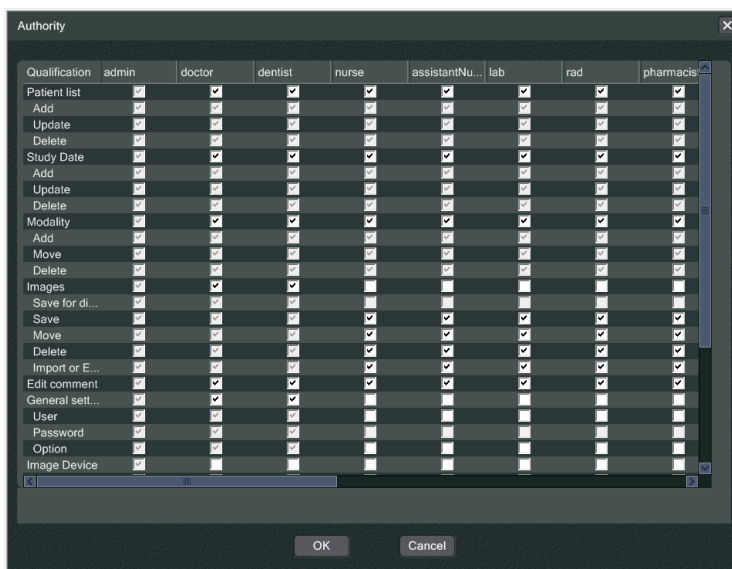 Authority
Qualification admin doctor dentist nurse assistantNu... lab rad pharmacis
Patient list
Add
Update
Delete
Study Date
Add
Update
Delete
Modality
Add
Move
Delete
Images
Save for di...
Save
Move
Delete
Import or E...
Edit comment
General sett...
User
Password
Option
Image Device
OK Cancel